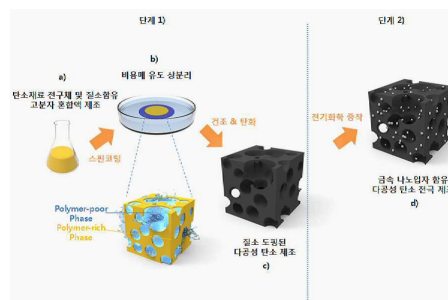 단계 1)
단계 2)
a)
탄소재료 전구체 및 질소함유
고분자 혼합액 제조
b)
비용매 유도 상분리
스핀코팅
건조 & 탄화
전기화학 증착
Polymer-poor
Phase
Polymer-rich
Phase
질소 도핑된
다공성 탄소 제조
c)
금속 나노입자 함유
다공성 탄소 전극 제조
d)